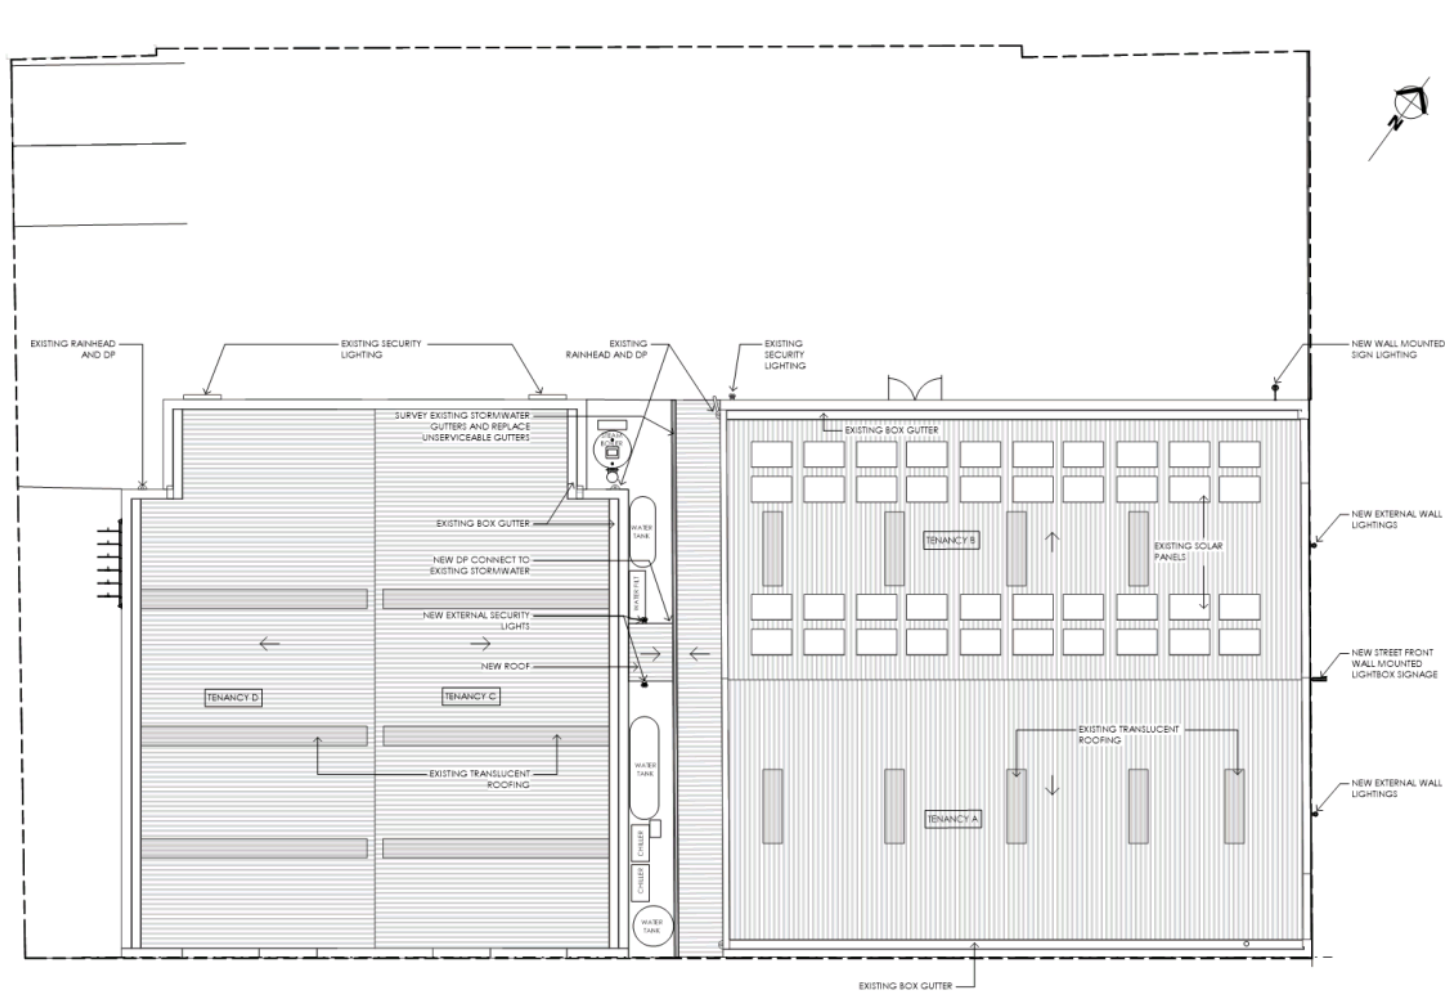 N
EXISTING RAINHEAD
AND DP
EXISTING SECURITY
LIGHTING
EXISTING
RAINHEAD AND DP
EXISTING
SECURITY
LIGHTING
NEW WALL MOUNTED
SIGN LIGHTING
SURVEY EXISTING STORMWATER
GUTTERS AND REPLACE
UNSERVICEABLE GUTTERS
STEAM
BOILER
EXISTING BOX GUTTER
EXISTING BOX GUTTER
WATER
TANK
NEW EXTERNAL WALL
LIGHTINGS
TENANCY B
EXISTING SOLAR
PANELS
NEW DP CONNECT TO
EXISTING STORMWATER
WATER FILT
NEW EXTERNAL SECURITY
LIGHTS
NEW ROOF
NEW STREET FRONT
WALL MOUNTED
LIGHTBOX SIGNAGE
TENANCY D
TENANCY C
EXISTING TRANSLUCENT
ROOFING
WATER
TANK
EXISTING TRANSLUCENT
ROOFING
NEW EXTERNAL WALL
LIGHTINGS
TENANCY A
CHILLER
CHILLER
WATER
TANK
EXISTING BOX GUTTER